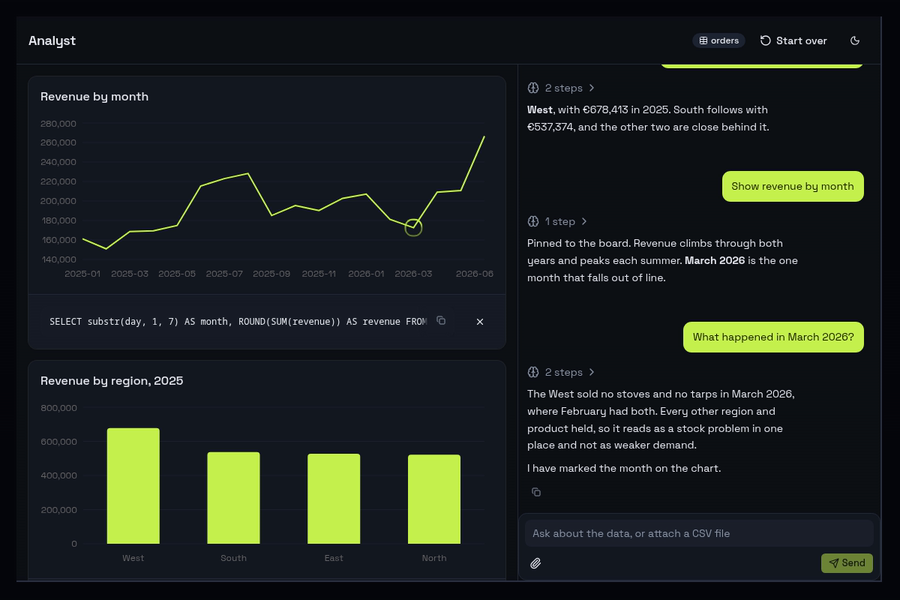 Analyst
orders
Start over
Revenue by month
280,000
260,000
240,000
220,000
200,000
180,000
160,000
140,000
2025-01 2025-03 2025-05 2025-07 2025-09 2025-11 2026-01 2026-03 2026-06
SELECT substr(day, 1, 7) AS month, ROUND(SUM(revenue)) AS revenue FROM
Revenue by region, 2025
800,000
600,000
400,000
200,000
0
West South East North
2 steps
West, with €678,413 in 2025. South follows with
€537,374, and the other two are close behind it.
Show revenue by month
1 step
Pinned to the board. Revenue climbs through both
years and peaks each summer. March 2026 is the one
month that falls out of line.
What happened in March 2026?
2 steps
The West sold no stoves and no tarps in March 2026,
where February had both. Every other region and
product held, so it reads as a stock problem in one
place and not as weaker demand.
I have marked the month on the chart.
Ask about the data, or attach a CSV file
Send